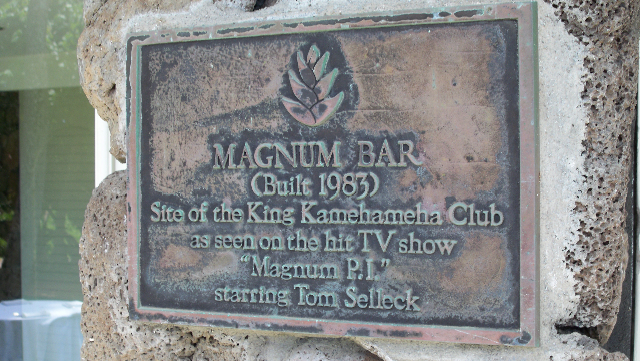 MAGNUM BAR
(Built 1983)
Site of the King Kamehameha Club
as seen on the hit TV show
"Magnum P.I."
starring Tom Selleck